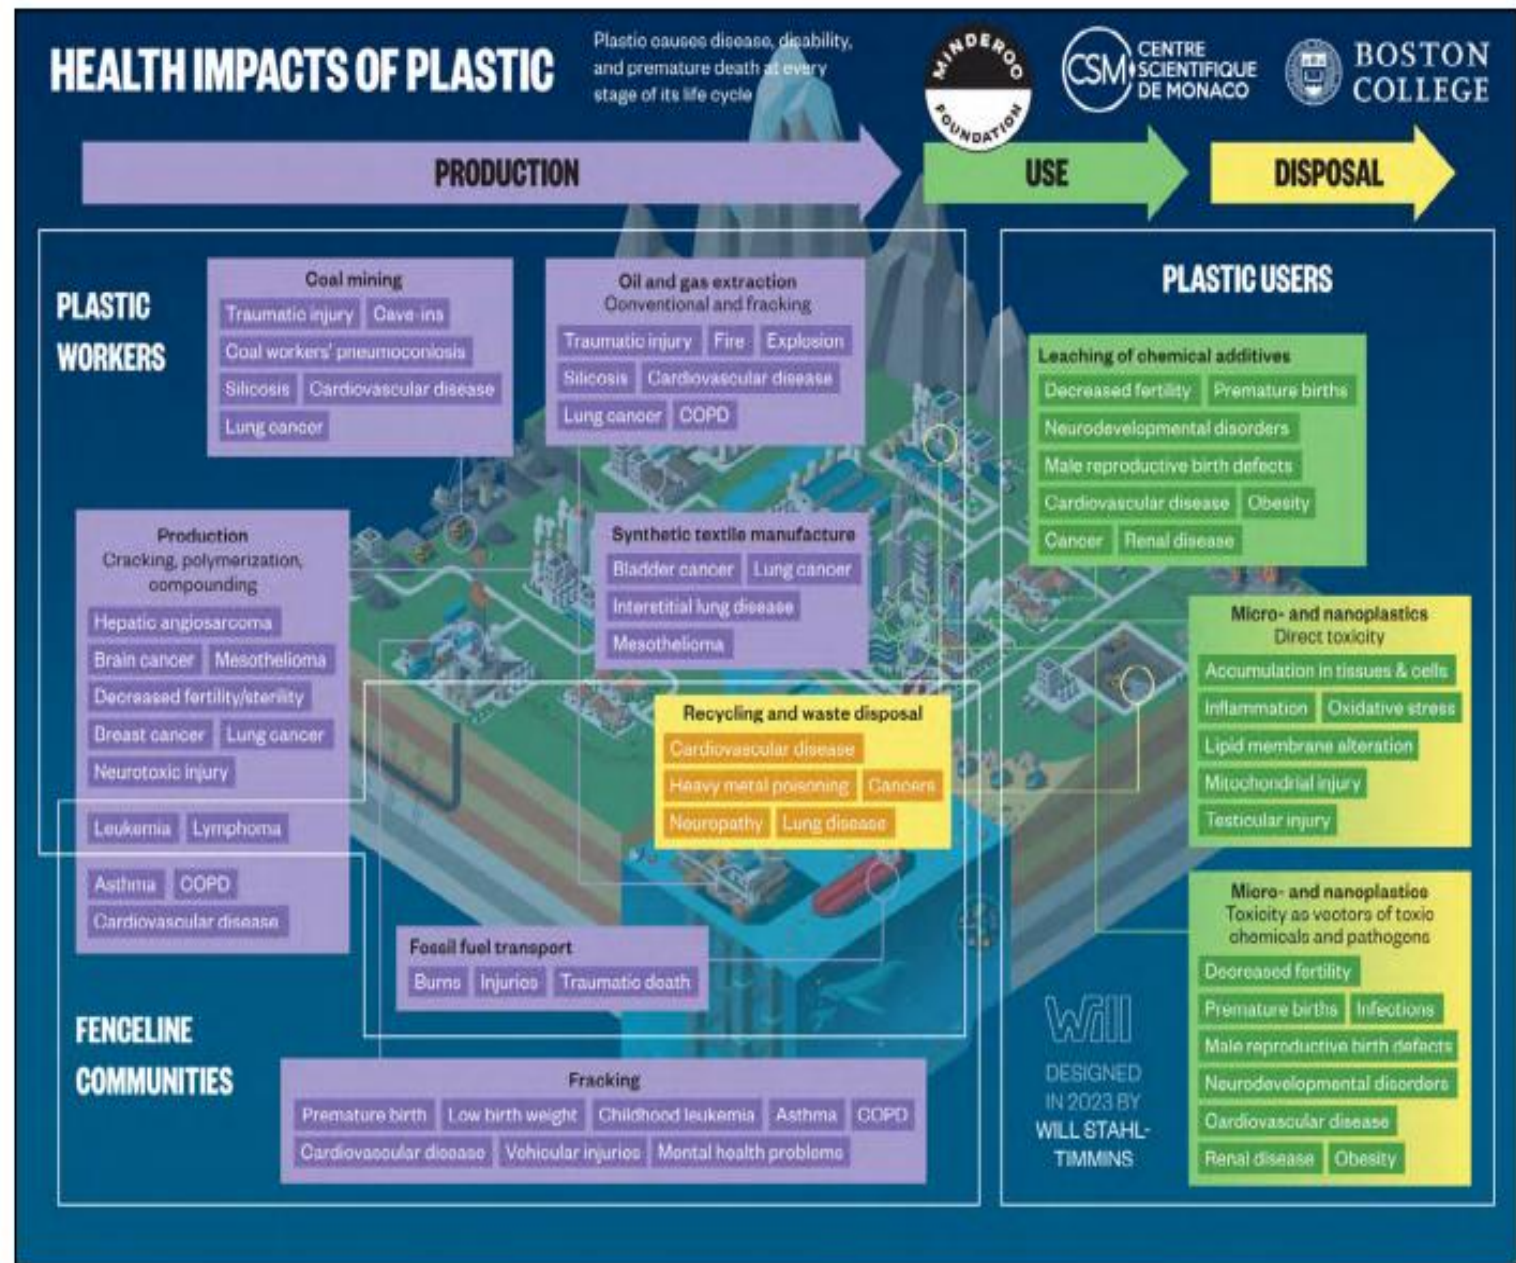 HEALTH IMPACTS OF PLASTIC
Plastic causes disease, disability,
and premature death at every
stage of its life cycle
MINDEROO
FOUNDATION
CSM
CENTRE
SCIENTIFIQUE
DE MONACO
BOSTON
COLLEGE
PRODUCTION
USE
DISPOSAL
PLASTIC
WORKERS
Coal mining
Traumatic injury Cave-ins
Coal workers' pneumoconiosis
Silicosis Cardiovascular disease
Lung cancer
Oil and gas extraction
Conventional and fracking
Traumatic injury Fire Explosion
Silicosis Cardiovascular disease
Lung cancer COPD
Production
Cracking, polymerization,
compounding
Hepatic angiosarcoma
Brain cancer Mesothelioma
Decreased fertility/sterility
Breast cancer Lung cancer
Neurotoxic injury
Leukemia Lymphoma
Asthma COPD
Cardiovascular disease
Synthetic textile manufacture
Bladder cancer Lung cancer
Interstitial lung disease
Mesothelioma
Recycling and waste disposal
Cardiovascular disease
Heavy metal poisoning Cancers
Neuropathy Lung disease
Fossil fuel transport
Burns Injuries Traumatic death
FENCELINE
COMMUNITIES
Fracking
Premature birth Low birth weight Childhood leukemia Asthma COPD
Cardiovascular disease Vehicular injuries Mental health problems
PLASTIC USERS
Leaching of chemical additives
Decreased fertility Premature births
Neurodevelopmental disorders
Male reproductive birth defects
Cardiovascular disease Obesity
Cancer Renal disease
Micro- and nanoplastics
Direct toxicity
Accumulation in tissues & cells
Inflammation Oxidative stress
Lipid membrane alteration
Mitochondrial injury
Testicular injury
Micro- and nanoplastics
Toxicity as vectors of toxic
chemicals and pathogens
Decreased fertility
Premature births Infections
Male reproductive birth defects
Neurodevelopmental disorders
Cardiovascular disease
Renal disease Obesity
Will
DESIGNED
IN 2023 BY
WILL STAHL-
TIMMINS